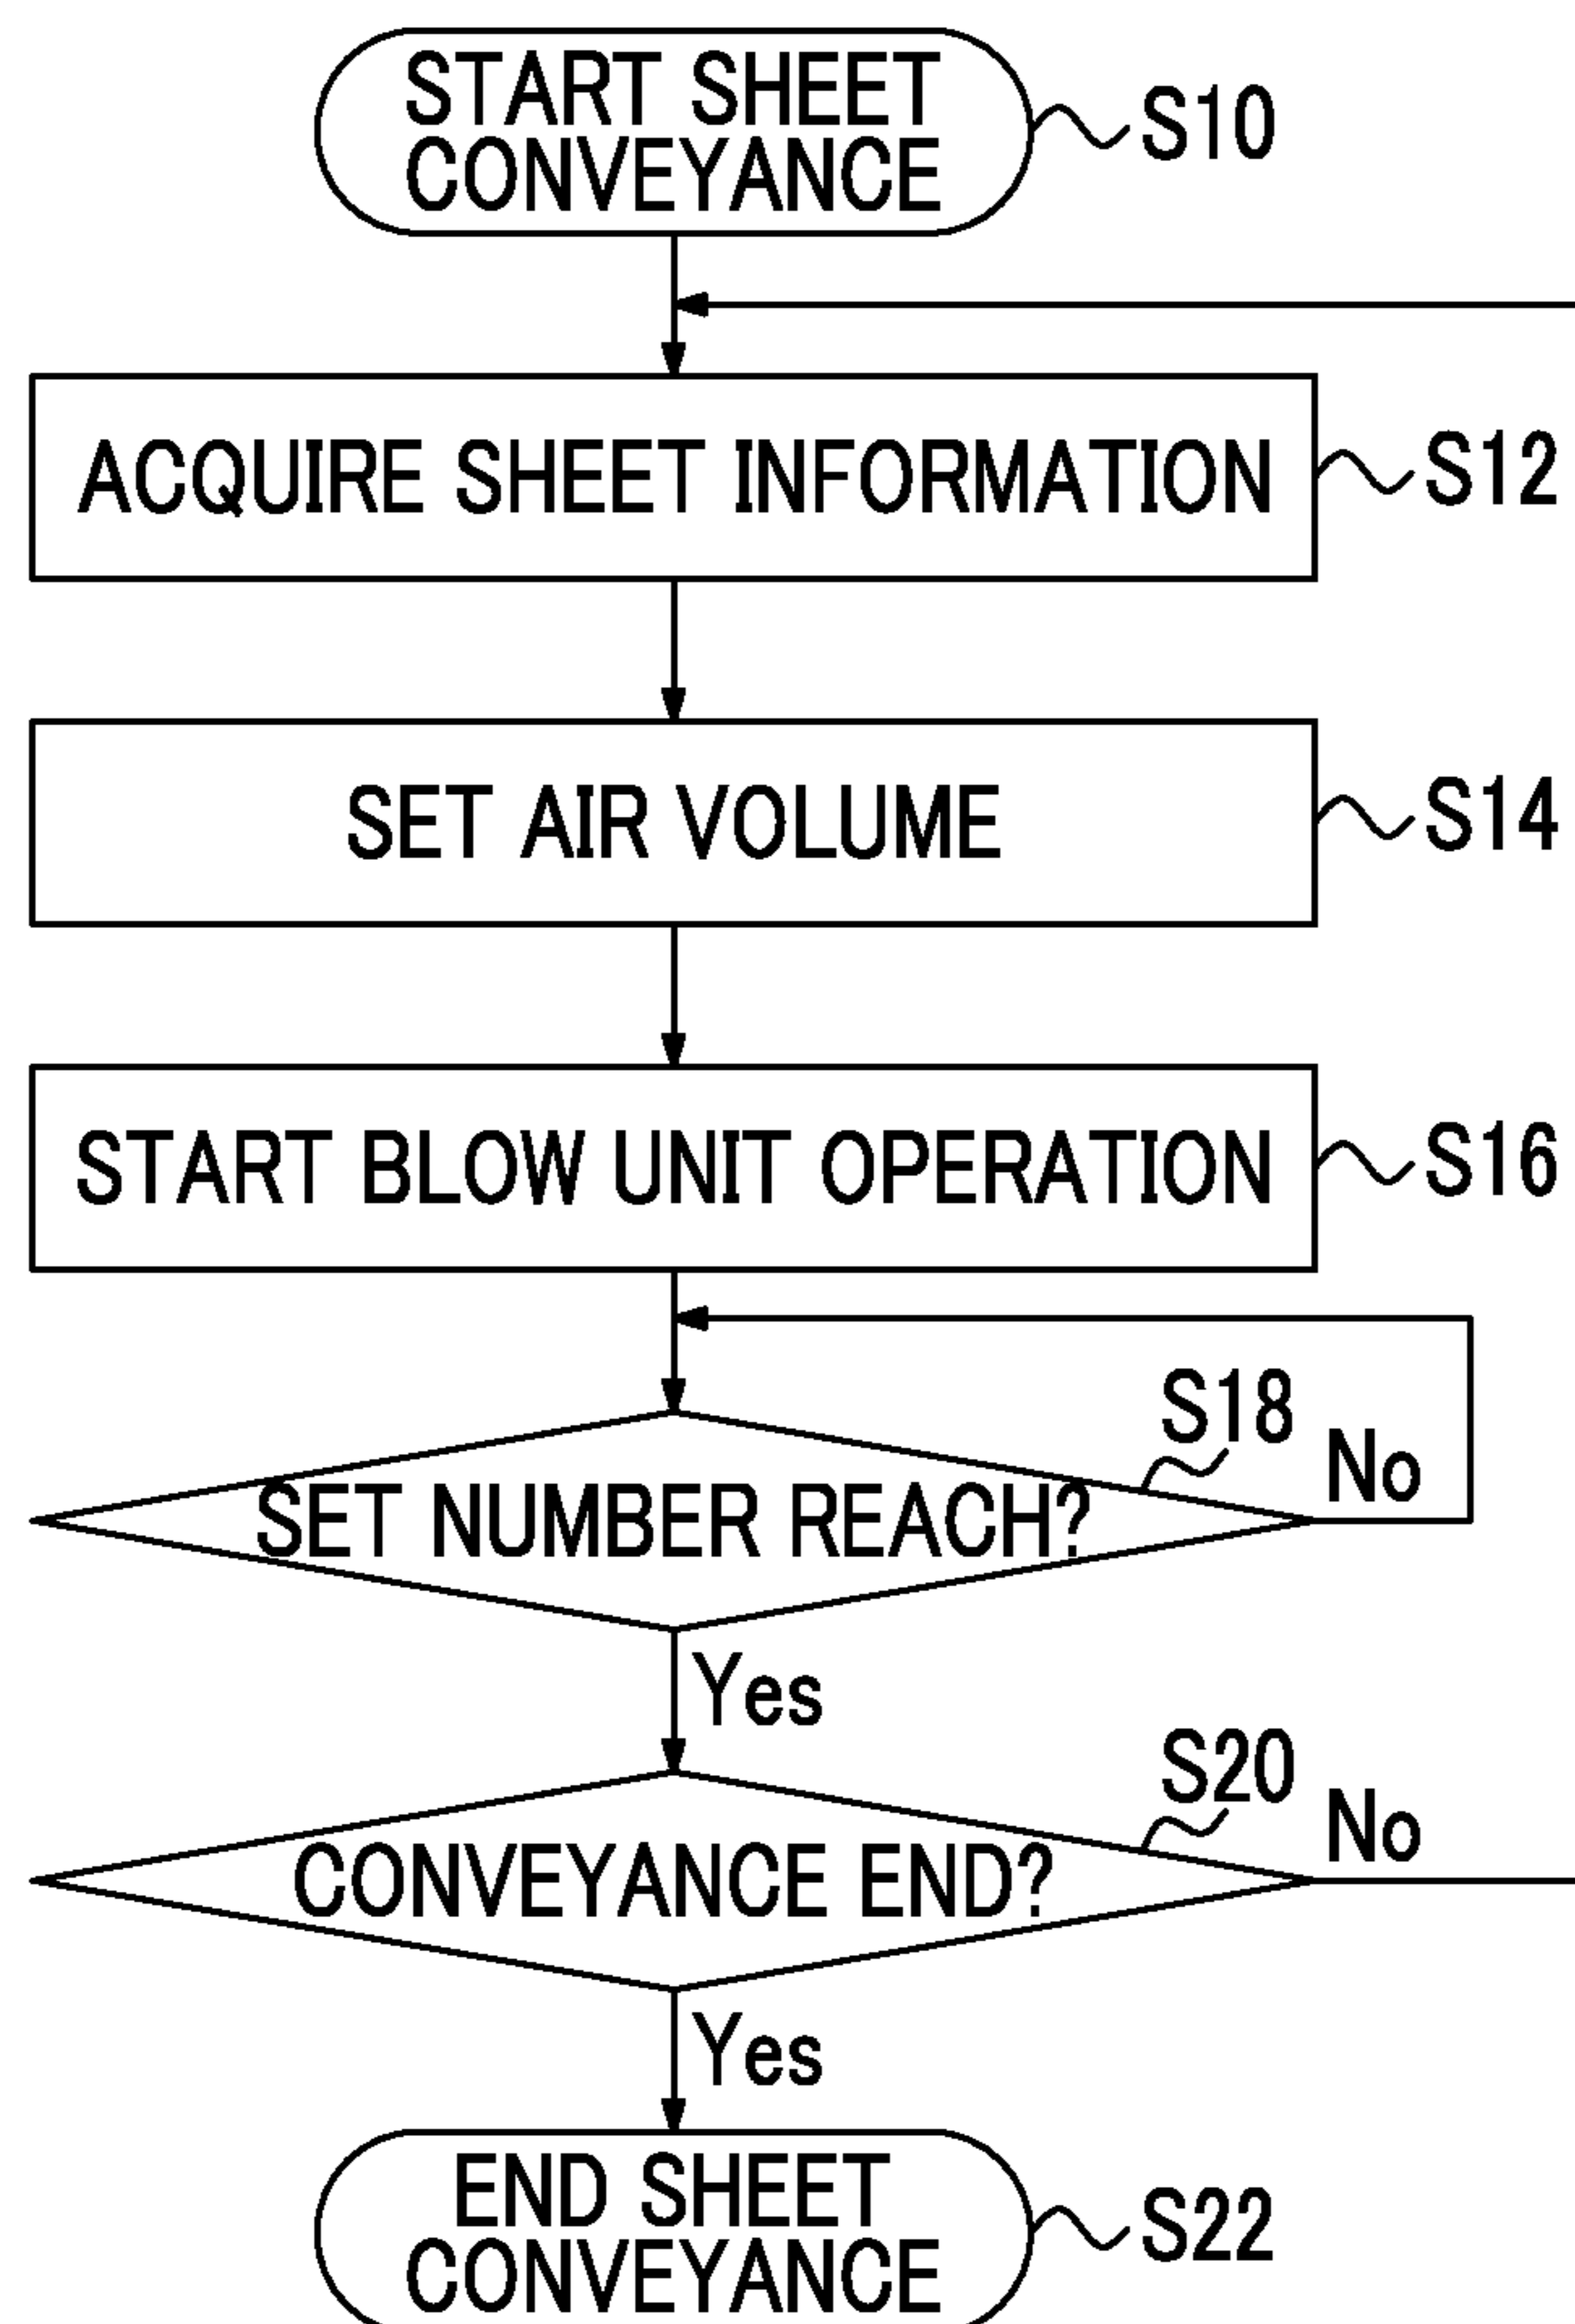 START SHEET
CONVEYANCE
S10
ACQUIRE SHEET INFORMATION
S12
SET AIR VOLUME
S14
START BLOW UNIT OPERATION
S16
S18
No
SET NUMBER REACH?
Yes
S20
No
CONVEYANCE END?
Yes
END SHEET
CONVEYANCE
S22